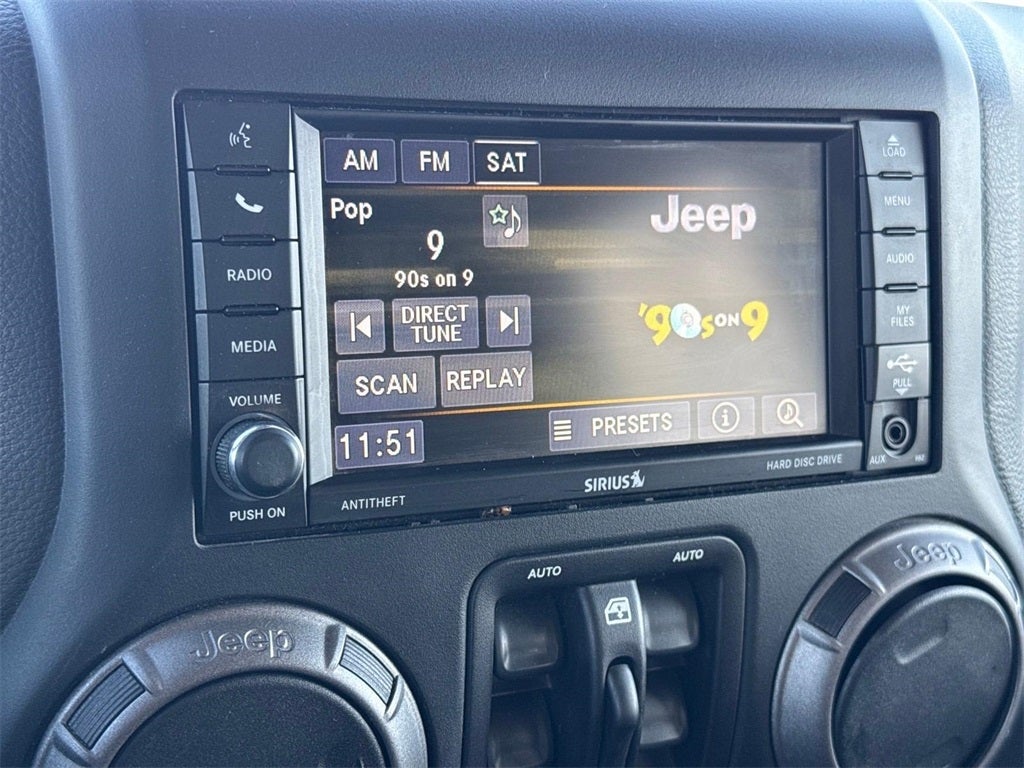 AM FM SAT
Pop
9
90s on 9
DIRECT
TUNE
SCAN REPLAY
11:51
PRESETS
Jeep
'90s ON 9
RADIO
MEDIA
VOLUME
PUSH ON
ANTITHEFT
SIRIUS
HARD DISC DRIVE
LOAD
MENU
AUDIO
MY
FILES
PULL
AUX
AUTO AUTO
Jeep
Jeep